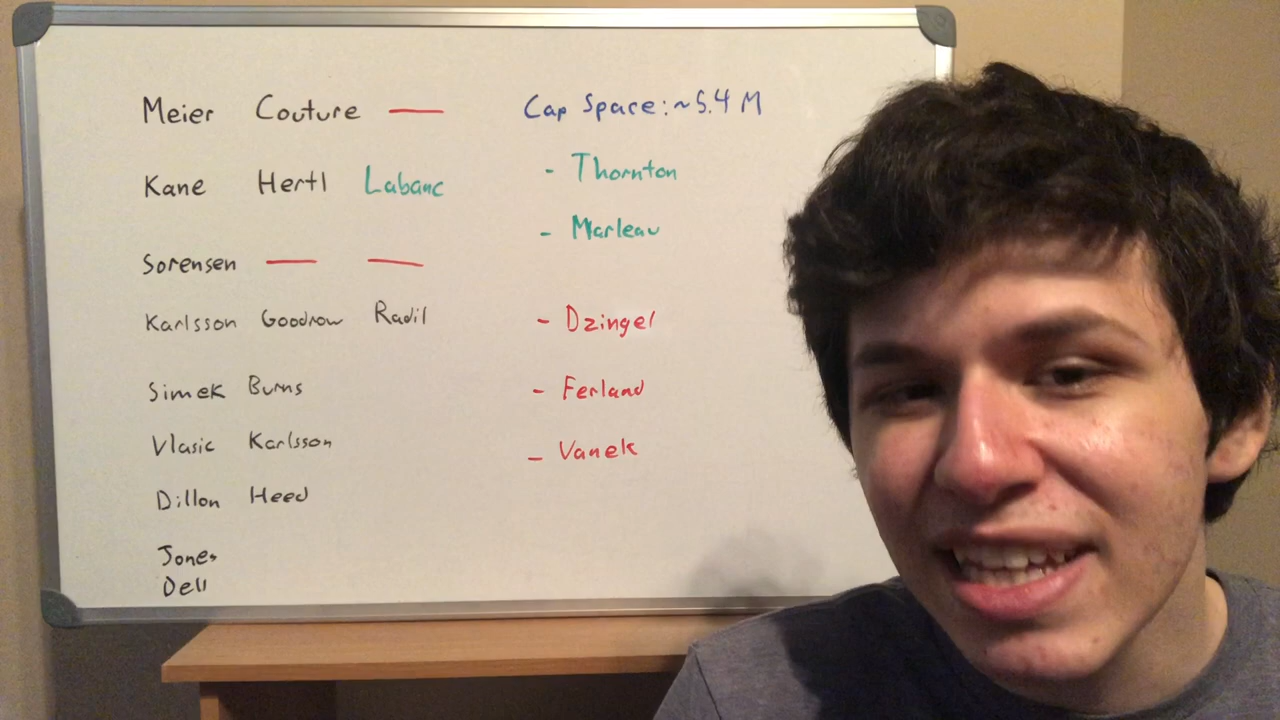 Meier Couture —
Kane Hertl Labanc
Sorensen — —
Karlsson Goodrow Radil
Simek Burns
Vlasic Karlsson
Dillon Heed
Jones
Dell
Cap Space: ~5.4 M
- Thornton
- Marleau
- Dzingel
- Ferland
- Vanek